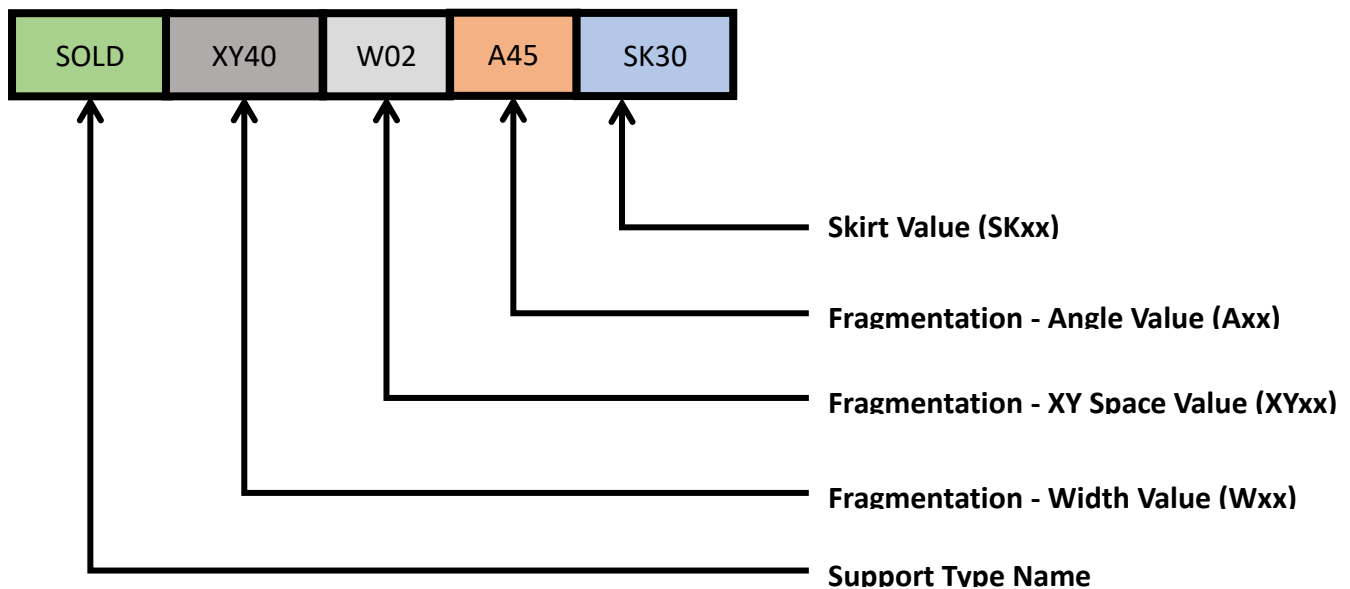 SOLD XY40 W02 A45 SK30
Skirt Value (SKxx)
Fragmentation - Angle Value (Axx)
Fragmentation - XY Space Value (XYxx)
Fragmentation - Width Value (Wxx)
Support Type Name